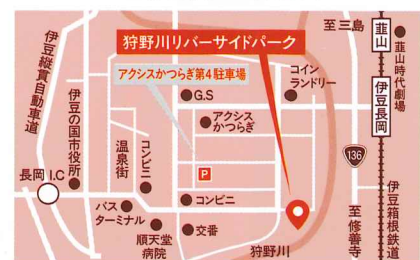 至三島
韮山
韮山時代劇場
狩野川リバーサイドパーク
伊豆縦貫自動車道
アクシスかつらぎ第4駐車場
コイン
ランドリー
G.S
伊豆長岡
伊豆の国市役所
アクシス
かつらぎ
温泉街
コンビニ
136
長岡I.C
P
コンビニ
バス
ターミナル
順天堂
病院
交番
狩野川
至修善寺
伊豆箱根鉄道